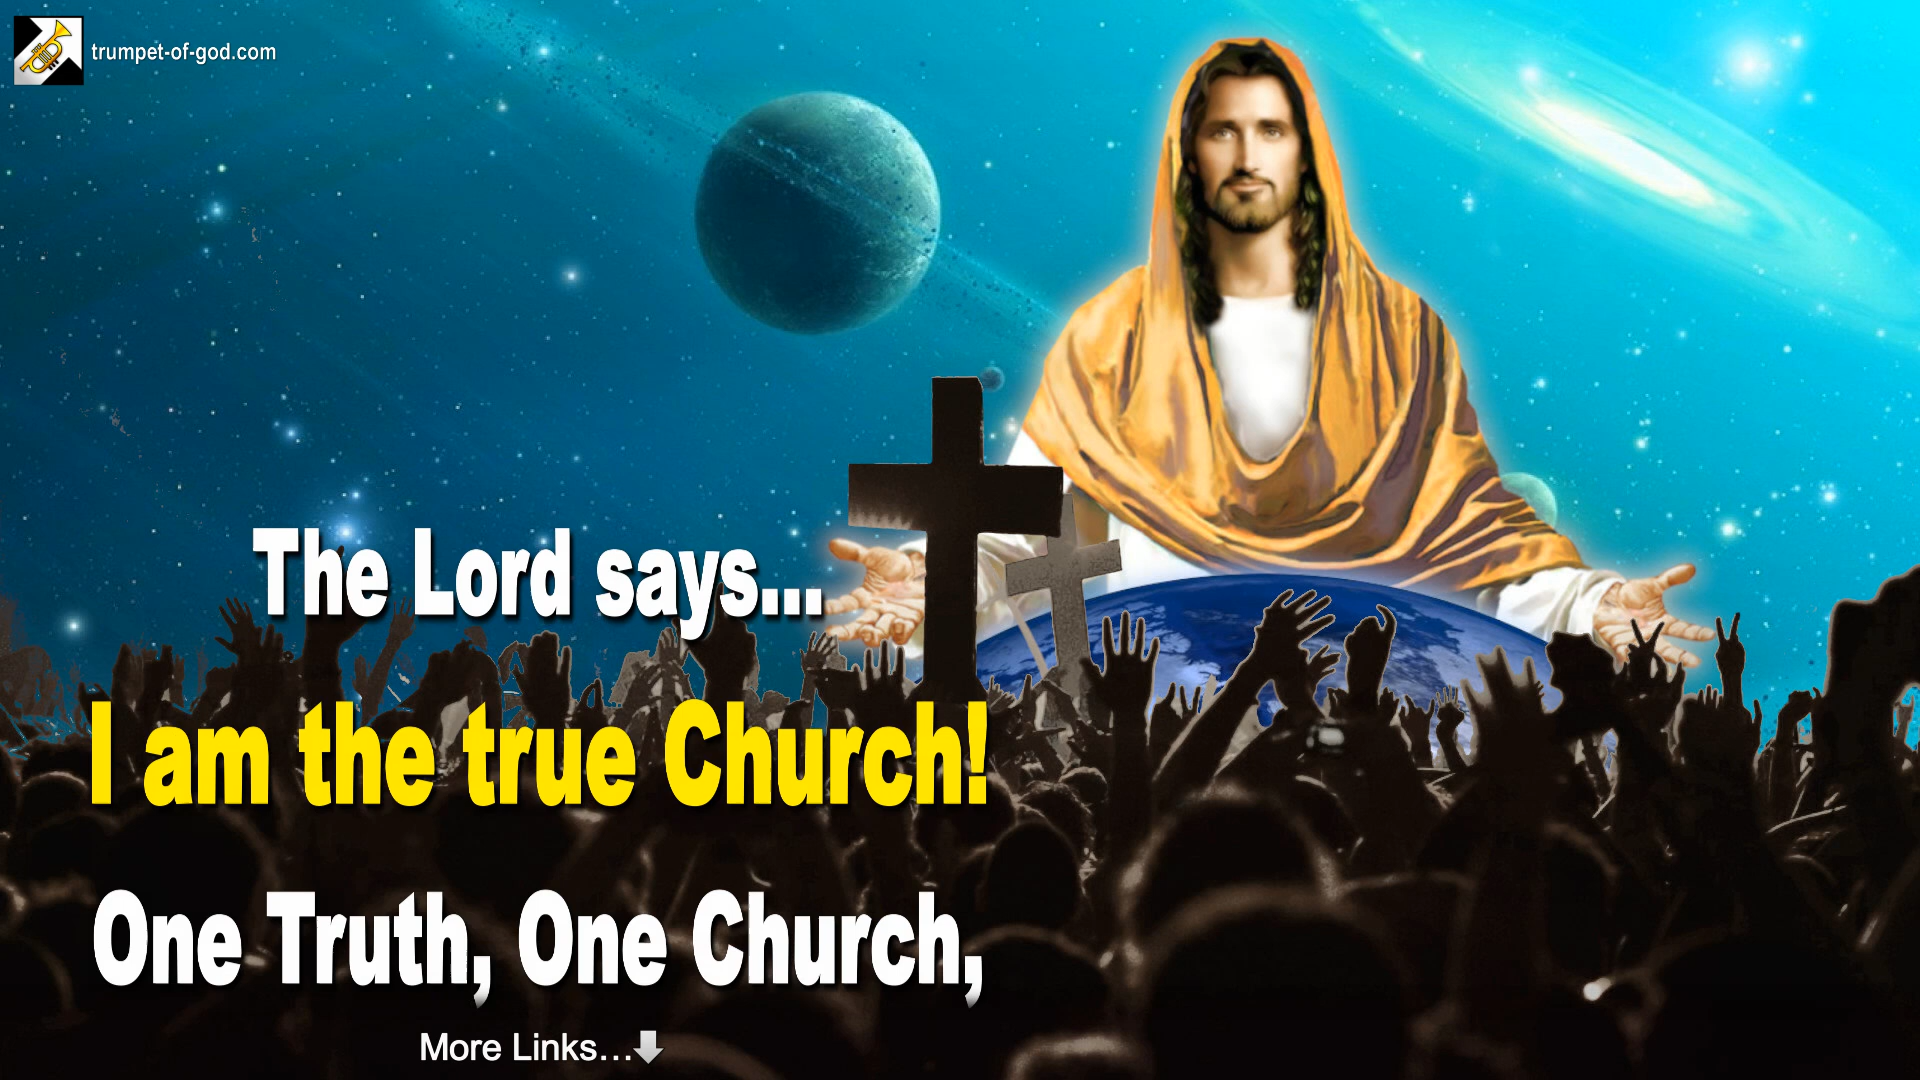 trumpet-of-god.com
The Lord says...
I am the true Church!
One Truth, One Church,
More Links...